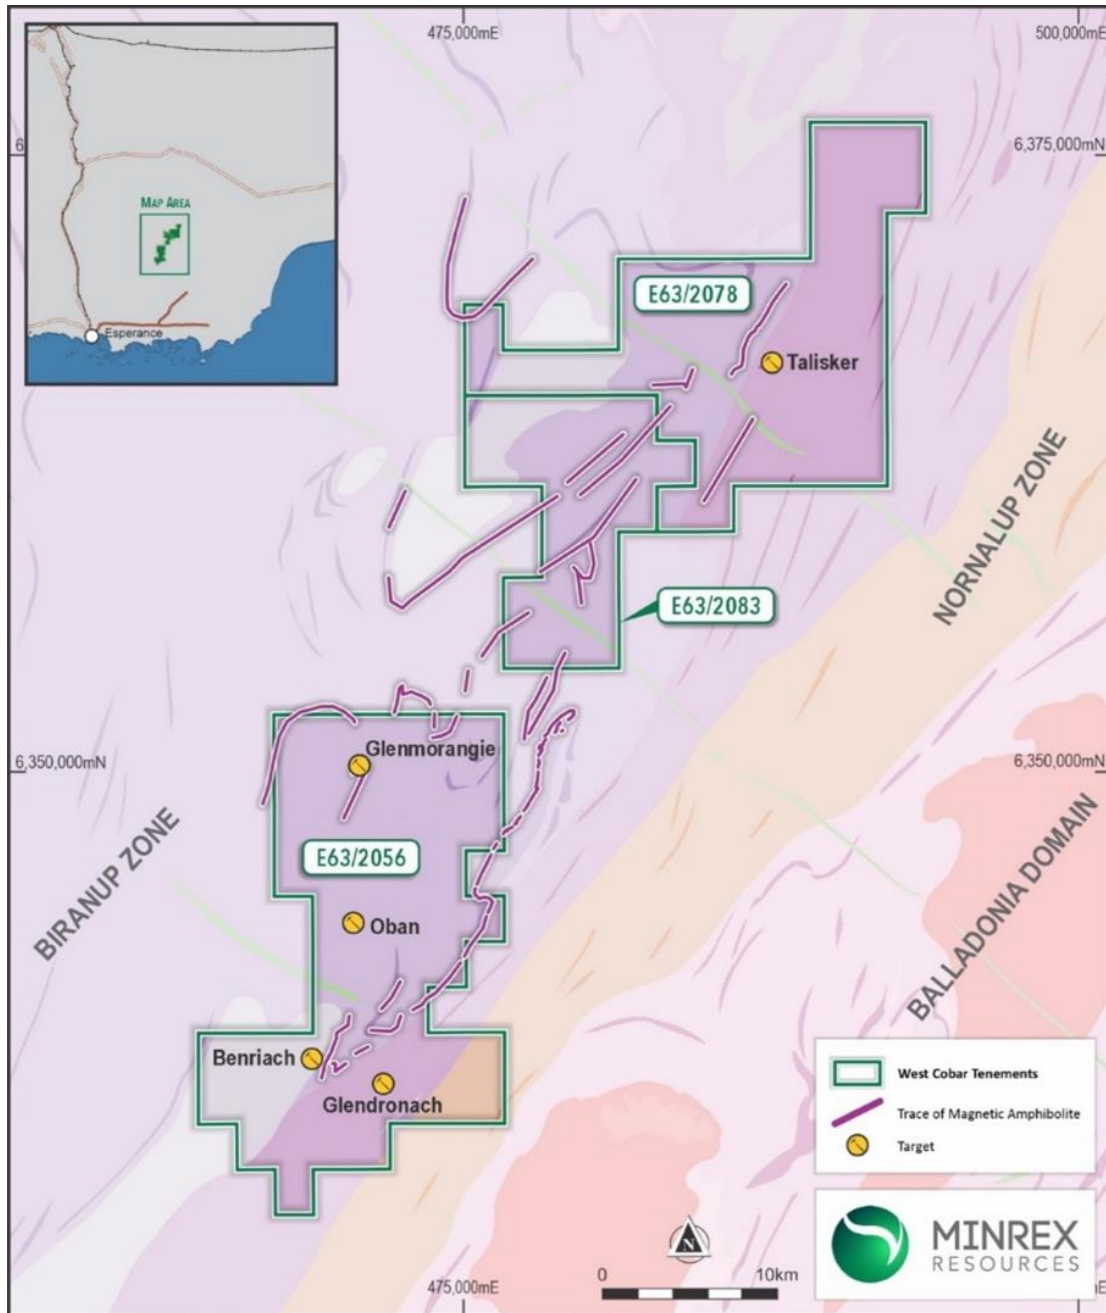 475,000mE
500,000mE
6,375,000mN
MAP AREA
Esperance
E63/2078
Talisker
NORNALUP ZONE
E63/2083
Glenmorangie
6,350,000mN
6,350,000mN
E63/2056
BIRANUP ZONE
Oban
BALLADONIA DOMAIN
Benriach
Glendronach
West Cobar Tenements
Trace of Magnetic Amphibolite
Target
N
0
10km
MINREX
RESOURCES
475,000mE